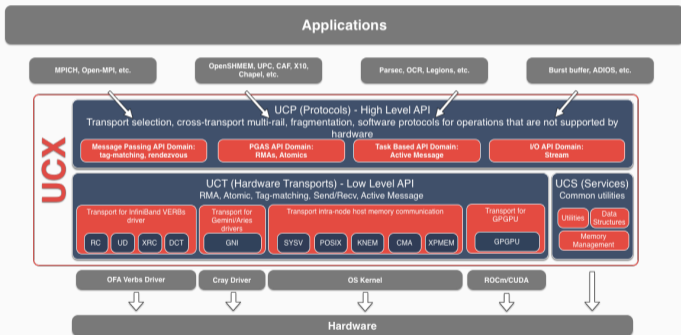 Applications
MPICH, Open-MPI, etc.
OpenSHMEM, UPC, CAF, X10,
Chapel, etc.
Parsec, OCR, Legions, etc.
Burst buffer, ADIOS, etc.
UCX
UCP (Protocols) - High Level API
Transport selection, cross-transport multi-rail, fragmentation, software protocols for operations that are not supported by
hardware
Message Passing API Domain:
tag-matching, rendezvous
PGAS API Domain:
RMAs, Atomics
Task Based API Domain:
Active Message
I/O API Domain:
Stream
UCT (Hardware Transports) - Low Level API
RMA, Atomic, Tag-matching, Send/Recv, Active Message
Transport for InfiniBand VERBs
driver
RC
UD
XRC
DCT
Transport for
Gemini/Aries
drivers
GNI
Transport intra-node host memory communication
SYSV
POSIX
KNEM
CMA
XPMEM
Transport for
GPGPU
GPGPU
UCS (Services)
Common utilities
Utilities
Data
Structures
Memory
Management
OFA Verbs Driver
Cray Driver
OS Kernel
ROCm/CUDA
Hardware